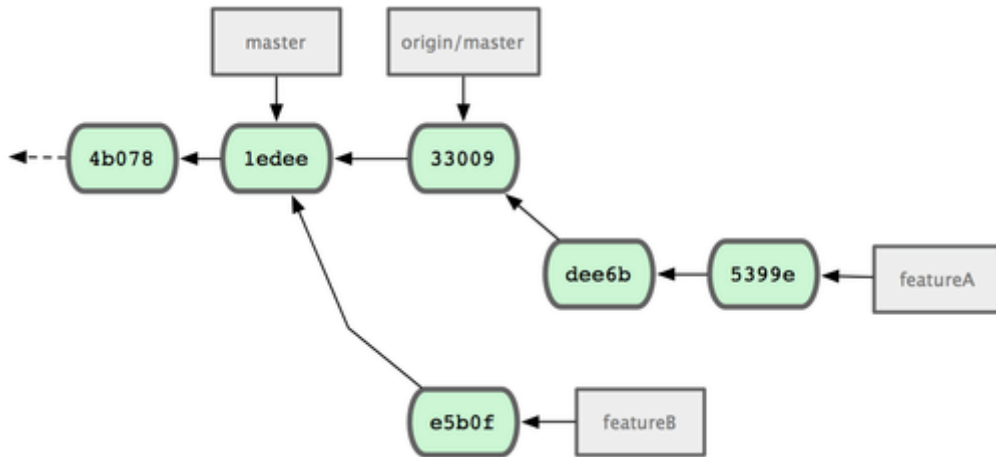 master
origin/master
4b078
1edee
33009
dee6b
5399e
featureA
e5b0f
featureB